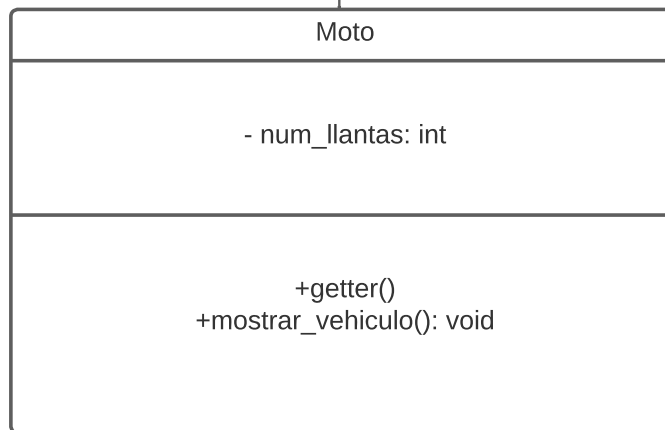 Moto
- num_llantas: int
+getter()
+mostrar_vehiculo(): void